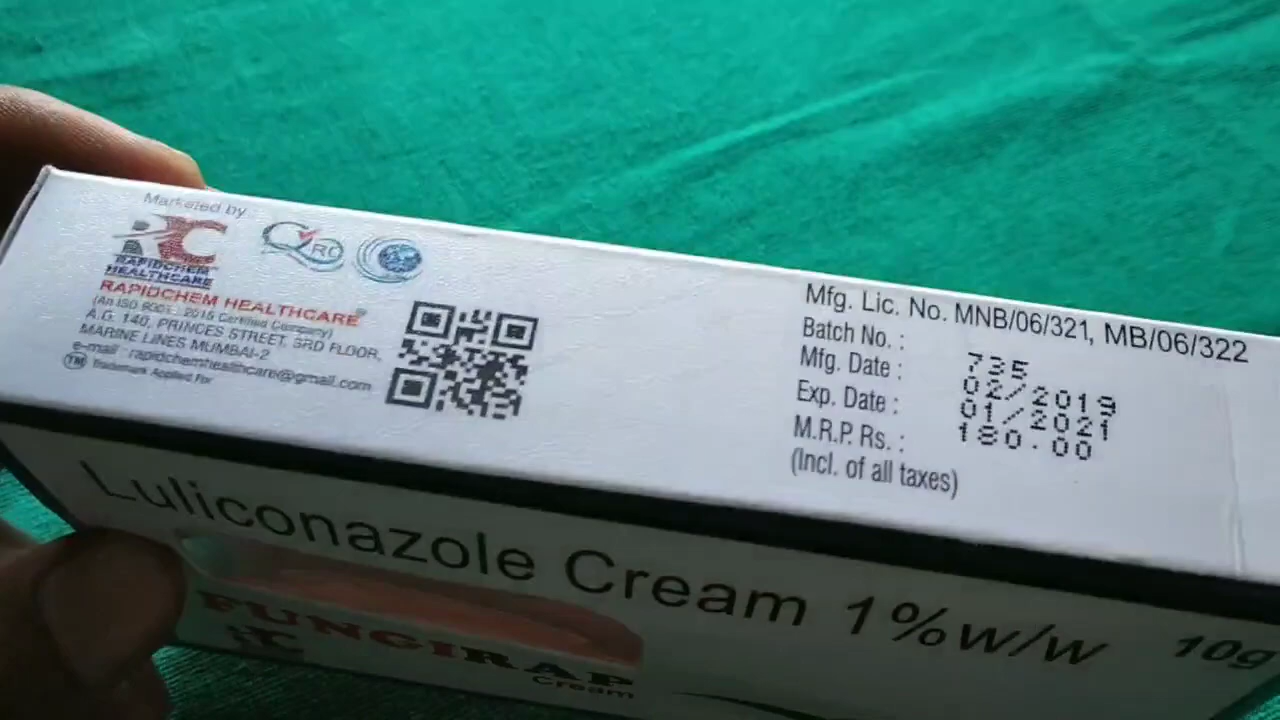 Marketed by
RC
RAPIDCHEM
HEALTHCARE
QRC
RAPIDCHEM HEALTHCARE®
(An ISO 9001 : 2015 Certified Company)
A.G. 140, PRINCES STREET, 3RD FLOOR,
MARINE LINES MUMBAI-2
e-mail : rapidchemhealthcare@gmail.com
TM Trademark Applied For
Mfg. Lic. No. MNB/06/321, MB/06/322
Batch No. : 735
Mfg. Date : 02/2019
Exp. Date : 01/2021
M.R.P. Rs. : 180.00
(Incl. of all taxes)
Luliconazole Cream 1%w/w 10g
FUNGIRAP
Cream